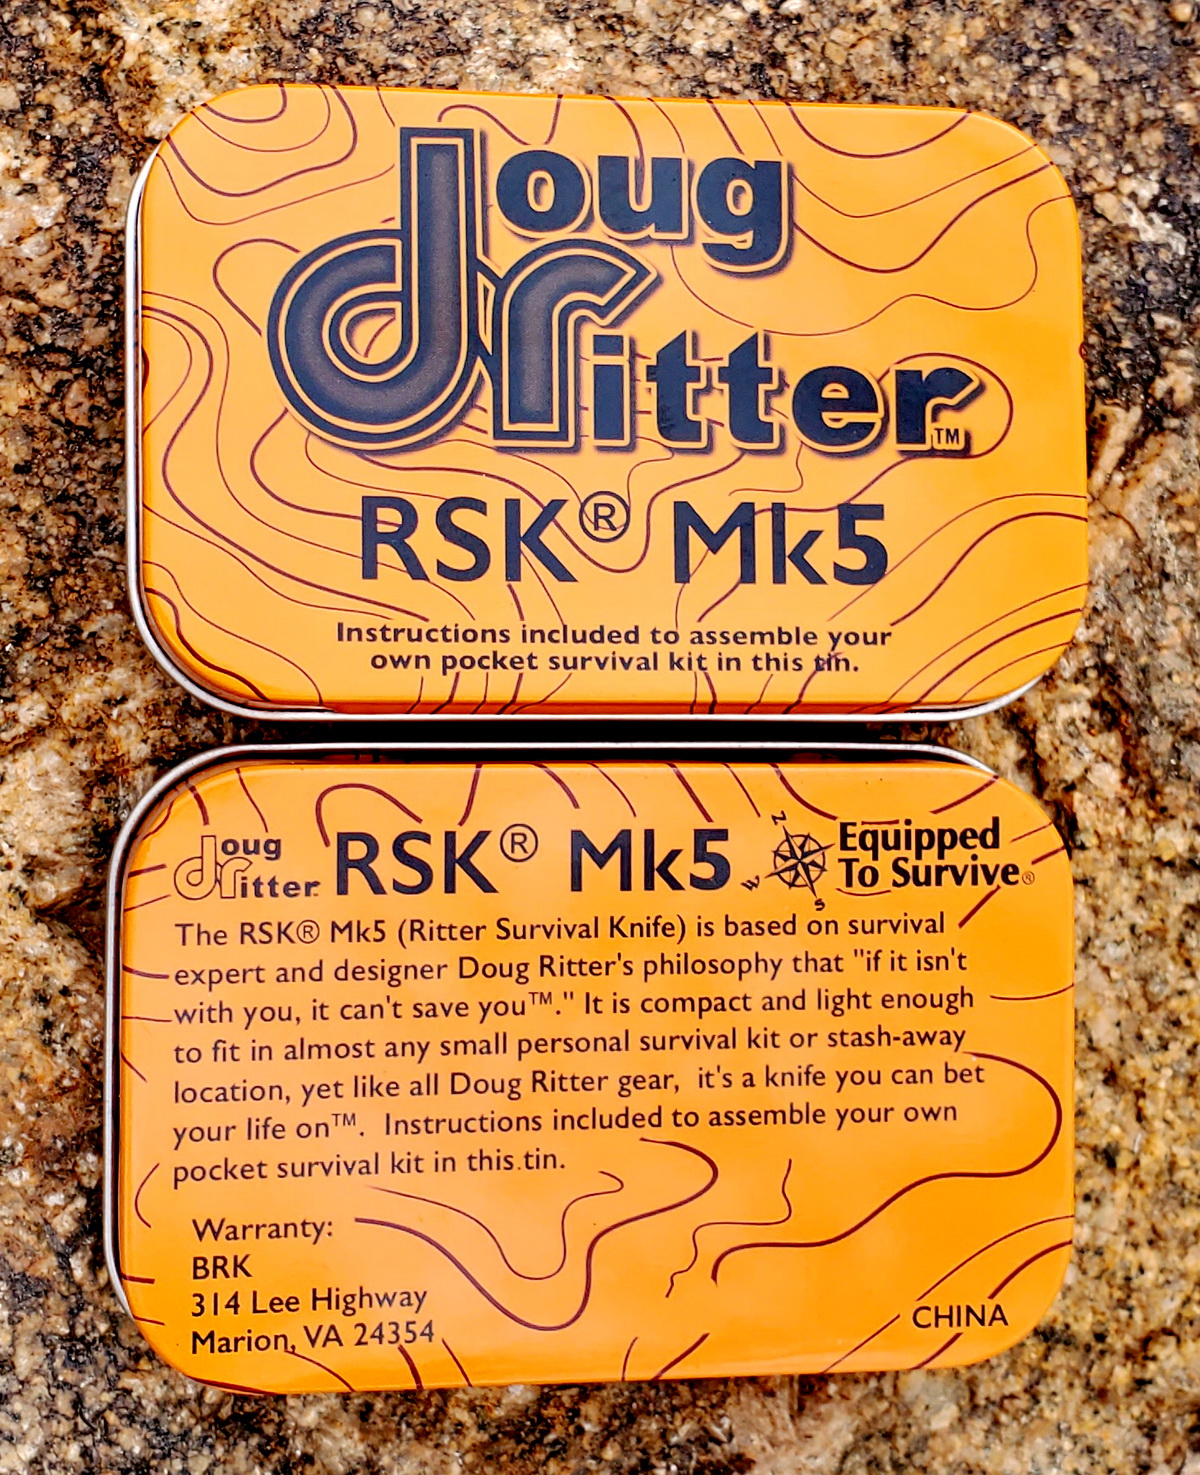 doug
ritter™
RSK® Mk5
Instructions included to assemble your
own pocket survival kit in this tin.
doug
ritter™
RSK® Mk5
N
W
S
Equipped
To Survive®
The RSK® Mk5 (Ritter Survival Knife) is based on survival
expert and designer Doug Ritter's philosophy that "if it isn't
with you, it can't save you™." It is compact and light enough
to fit in almost any small personal survival kit or stash-away
location, yet like all Doug Ritter gear, it's a knife you can bet
your life on™. Instructions included to assemble your own
pocket survival kit in this tin.
Warranty:
BRK
314 Lee Highway
Marion, VA 24354
CHINA